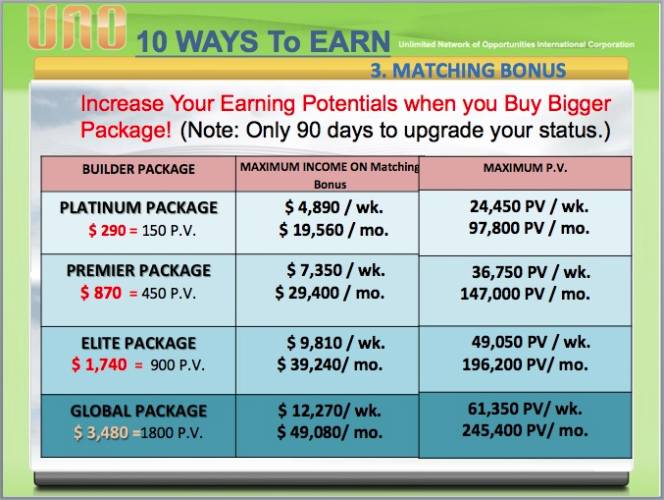 UNO 10 WAYS To EARN Unlimited Network of Opportunities International Corporation
3. MATCHING BONUS
Increase Your Earning Potentials when you Buy Bigger
Package! (Note: Only 90 days to upgrade your status.)
BUILDER PACKAGE MAXIMUM INCOME ON Matching MAXIMUM P.V.
Bonus
PLATINUM PACKAGE $ 4,890 / wk. 24,450 PV / wk.
$ 290 = 150 P.V. $ 19,560 / mo. 97,800 PV / mo.
PREMIER PACKAGE $ 7,350 / wk. 36,750 PV / wk.
$ 870 = 450 P.V. $ 29,400 / mo. 147,000 PV / mo.
ELITE PACKAGE $ 9,810 / wk. 49,050 PV / wk.
$ 1,740 = 900 P.V. $ 39,240/ mo. 196,200 PV/ mo.
GLOBAL PACKAGE $ 12,270/ wk. 61,350 PV/ wk.
$ 3,480 =1800 P.V. $ 49,080/ mo. 245,400 PV/ mo.